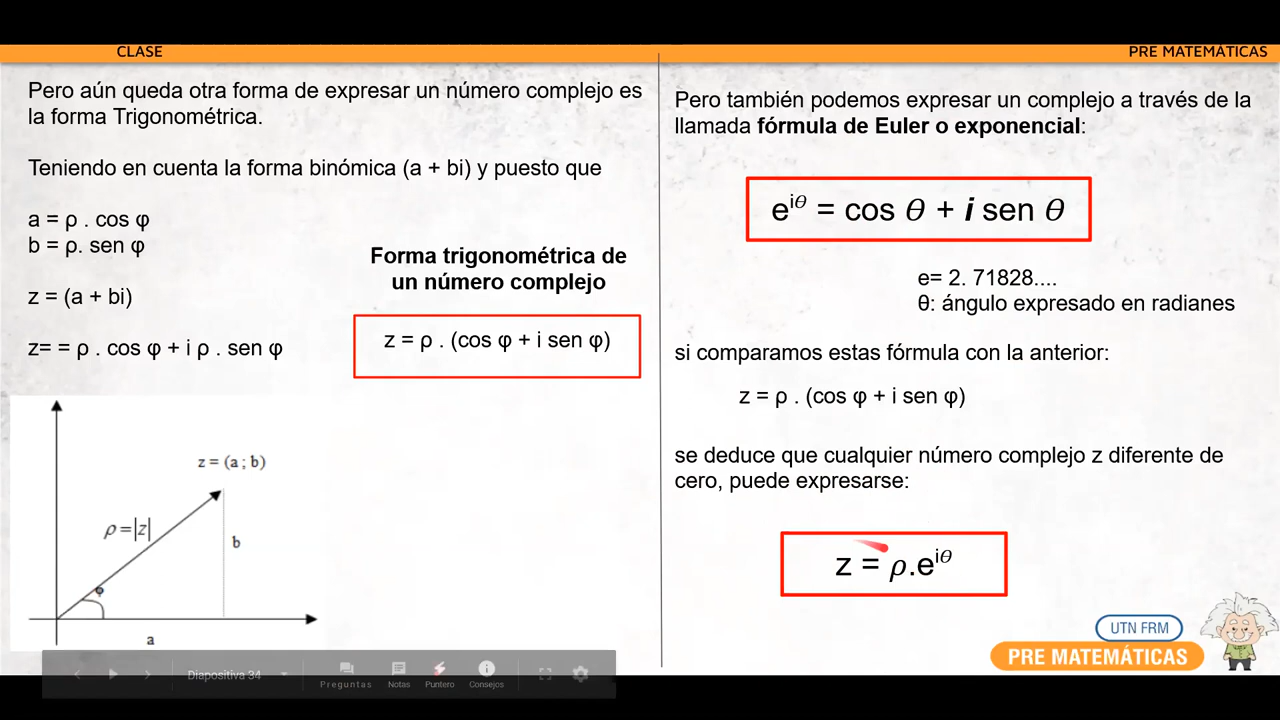 CLASE
PRE MATEMÁTICAS
Pero aún queda otra forma de expresar un número complejo es
la forma Trigonométrica.
Teniendo en cuenta la forma binómica (a + bi) y puesto que
a = ρ . cos φ
b = ρ. sen φ
z = (a + bi)
z= = ρ . cos φ + i ρ . sen φ
Forma trigonométrica de
un número complejo
z = ρ . (cos φ + i sen φ)
z = (a ; b)
ρ = |z|
b
φ
a
Pero también podemos expresar un complejo a través de la
llamada fórmula de Euler o exponencial:
e^{iθ} = cos θ + i sen θ
e= 2. 71828....
θ: ángulo expresado en radianes
si comparamos estas fórmula con la anterior:
z = ρ . (cos φ + i sen φ)
se deduce que cualquier número complejo z diferente de
cero, puede expresarse:
z = ρ.e^{iθ}
UTN FRM
PRE MATEMÁTICAS
Diapositiva 34
Preguntas
Notas
Puntero
Consejos